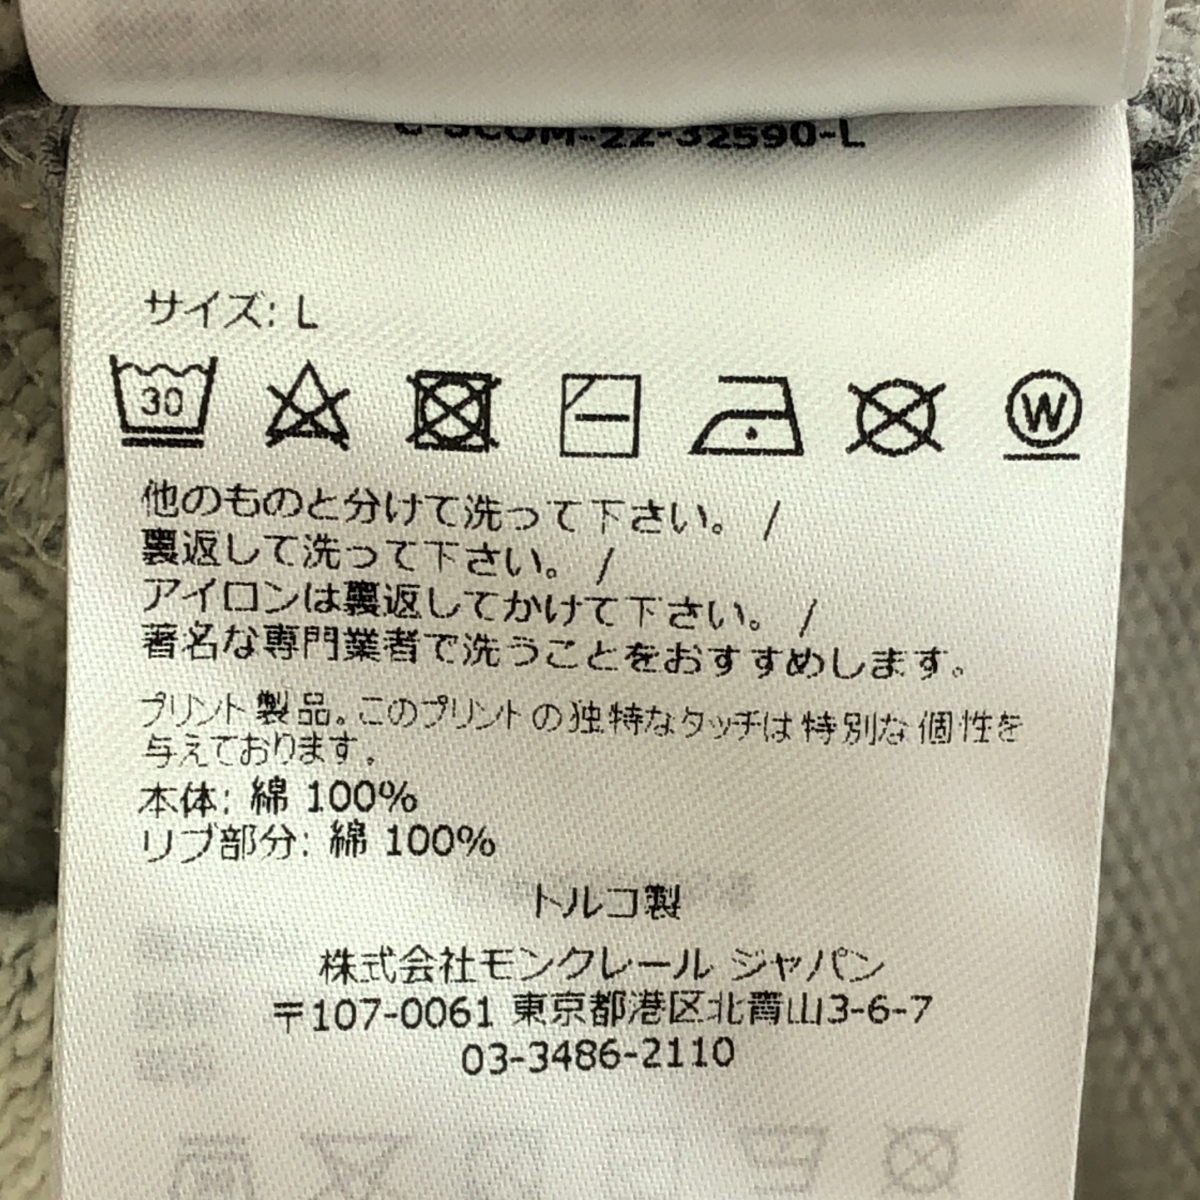 -22-32590-L
サイズ: L
30
W
他のものと分けて洗って下さい。 /
裏返して洗って下さい。 /
アイロンは裏返してかけて下さい。 /
著名な専門業者で洗うことをおすすめします。
プリント製品。このプリントの独特なタッチは特別な個性を
与えております。
本体: 綿 100%
リブ部分: 綿 100%
トルコ製
株式会社モンクレール ジャパン
〒107-0061 東京都港区北青山3-6-7
03-3486-2110